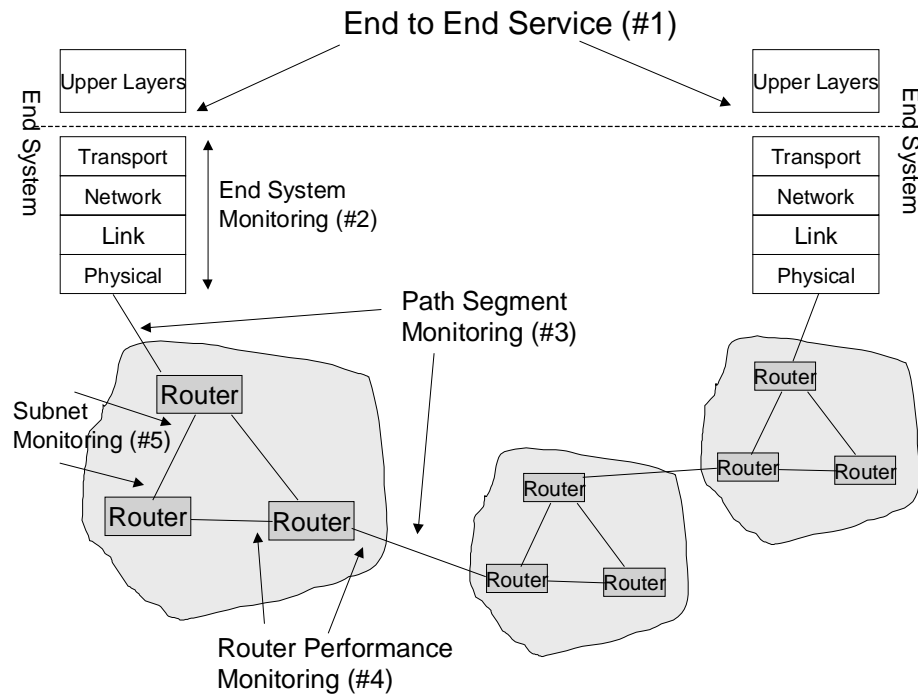 End to End Service (#1)
Upper Layers
Upper Layers
End System
End System
Transport
Network
Link
Physical
End System
Monitoring (#2)
Transport
Network
Link
Physical
Path Segment
Monitoring (#3)
Router
Subnet
Monitoring (#5)
Router
Router
Router
Router
Router
Router
Router
Router
Router Performance
Monitoring (#4)